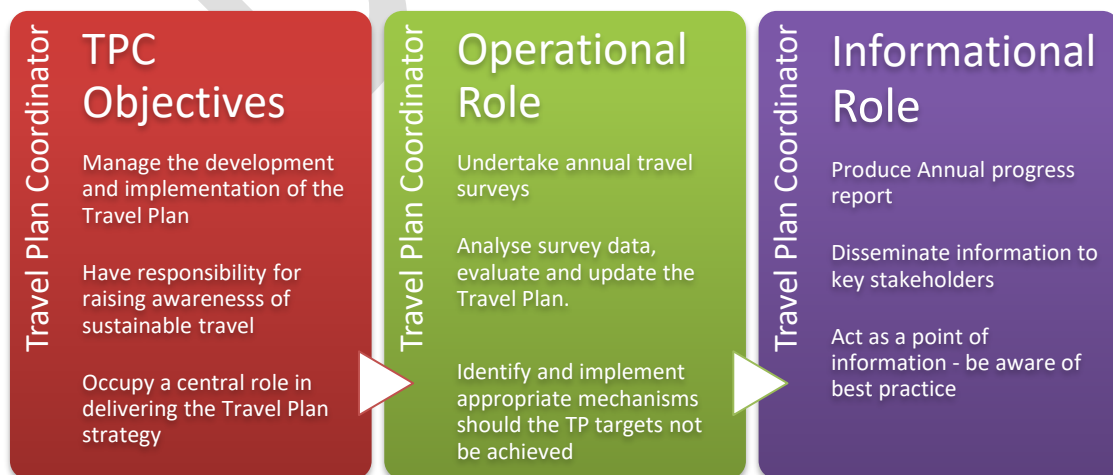 Travel Plan Coordinator
TPC
Objectives
Manage the development
and implementation of the
Travel Plan
Have responsibility for
raising awarenesss of
sustainable travel
Occupy a central role in
delivering the Travel Plan
strategy
Travel Plan Coordinator
Operational
Role
Undertake annual travel
surveys
Analyse survey data,
evaluate and update the
Travel Plan.
Identify and implement
appropriate mechanisms
should the TP targets not
be achieved
Travel Plan Coordinator
Informational
Role
Produce Annual progress
report
Disseminate information to
key stakeholders
Act as a point of
information - be aware of
best practice